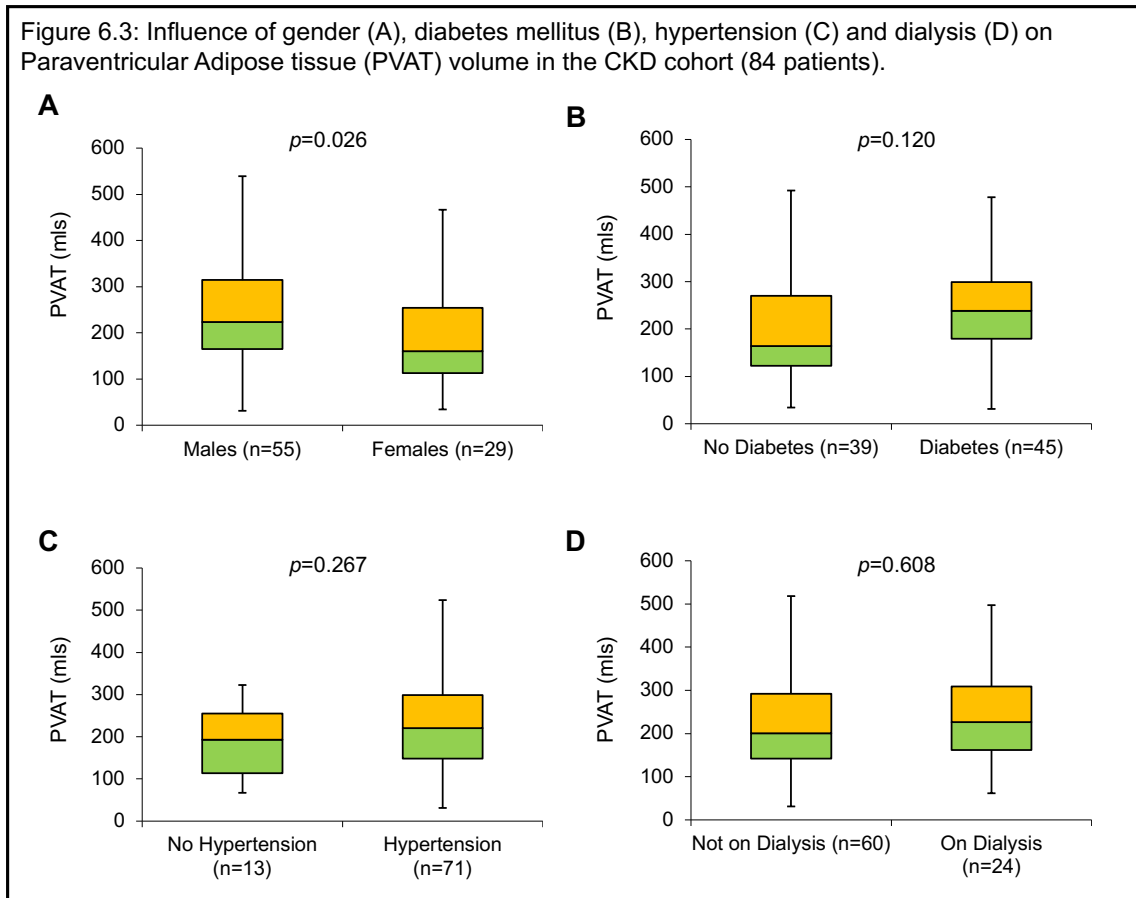 Figure 6.3: Influence of gender (A), diabetes mellitus (B), hypertension (C) and dialysis (D) on
Paraventricular Adipose tissue (PVAT) volume in the CKD cohort (84 patients).
A
p=0.026
600
500
400
300
200
100
0
PVAT (mls)
Males (n=55)
Females (n=29)
B
p=0.120
600
500
400
300
200
100
0
PVAT (mls)
No Diabetes (n=39)
Diabetes (n=45)
C
p=0.267
600
500
400
300
200
100
0
PVAT (mls)
No Hypertension
(n=13)
Hypertension
(n=71)
D
p=0.608
600
500
400
300
200
100
0
PVAT (mls)
Not on Dialysis (n=60)
On Dialysis
(n=24)